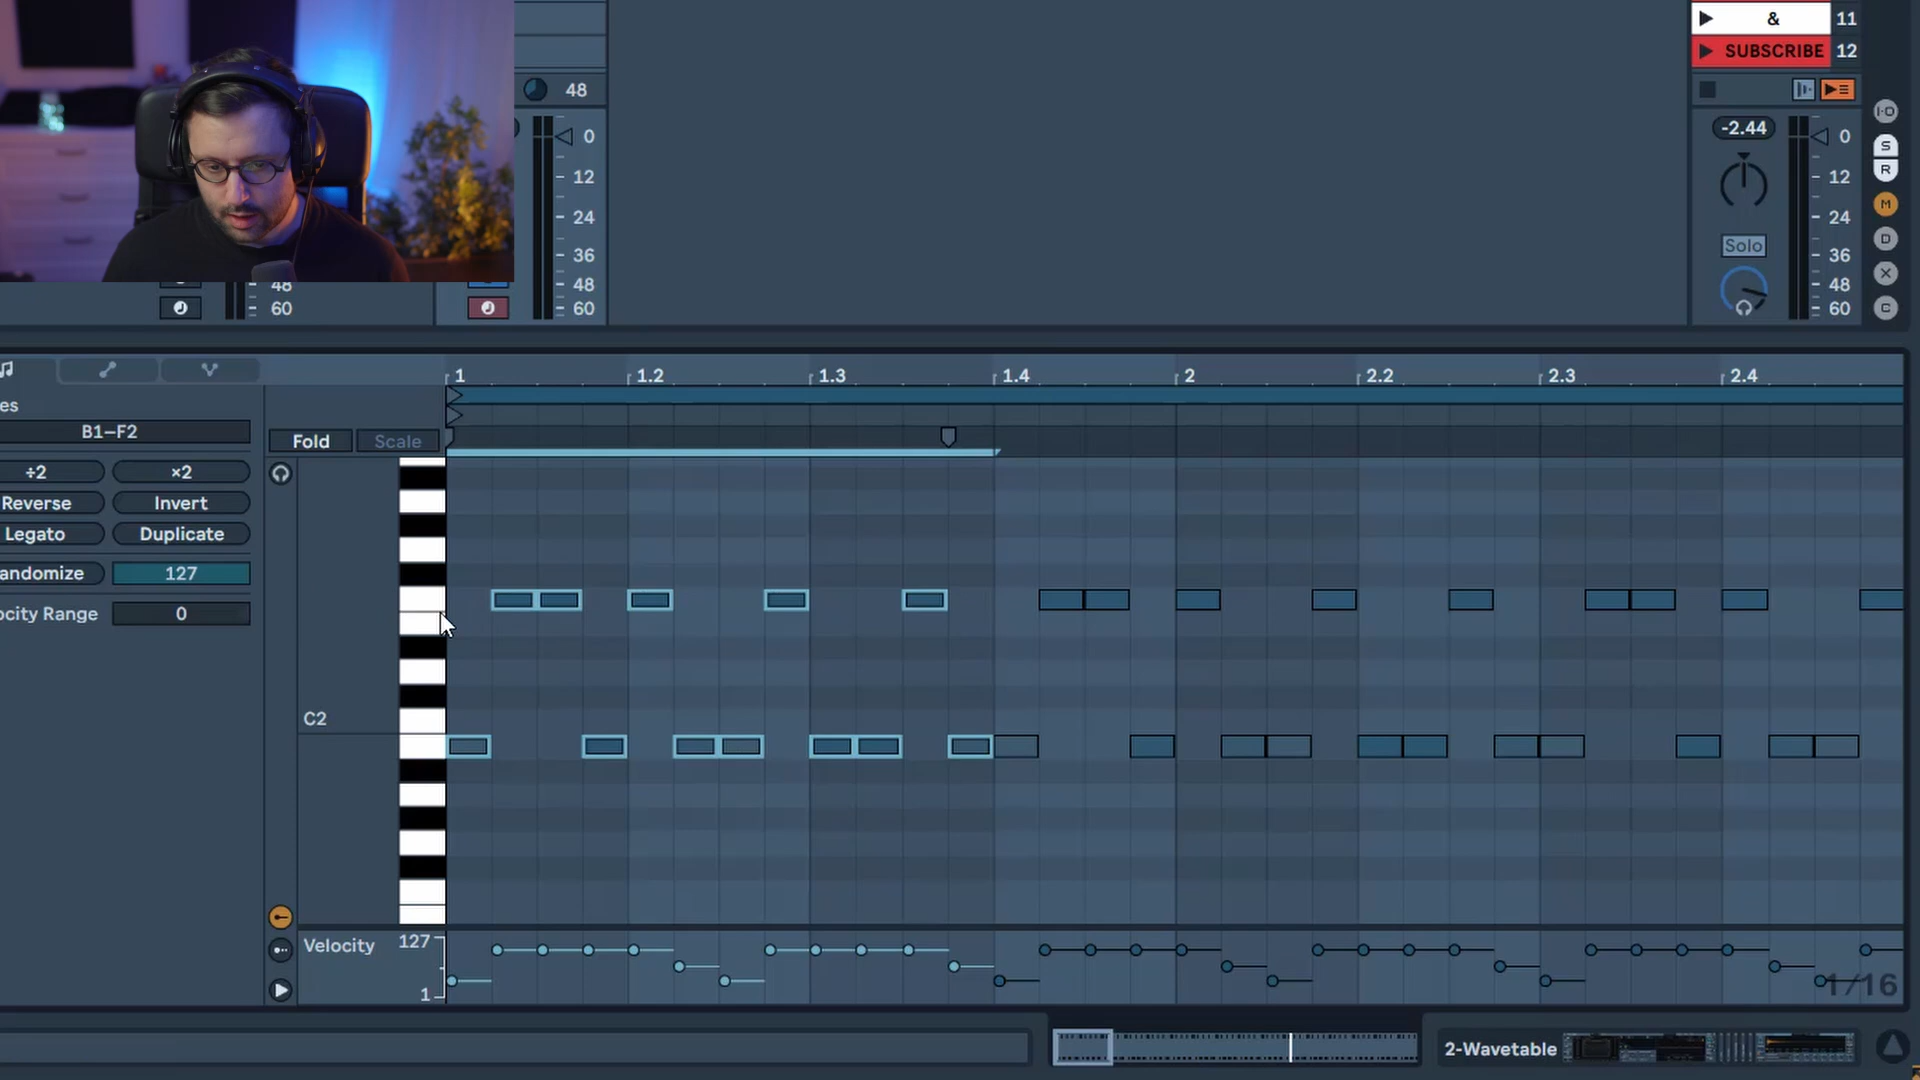 & 11
SUBSCRIBE 12
48
-2.44
0
12
24
36
48
60
0
12
24
36
48
60
48
60
Solo
I·O
S
R
M
D
X
C
1 1.2 1.3 1.4 2 2.2 2.3 2.4
es
B1–F2
Fold Scale
÷2 ×2
Reverse Invert
Legato Duplicate
andomize 127
ocity Range 0
C2
Velocity 127
1
1/16
2-Wavetable